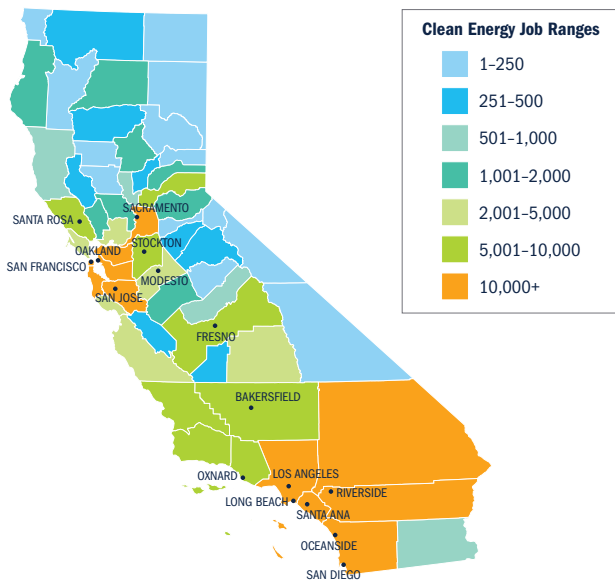 Clean Energy Job Ranges
1–250
251–500
501–1,000
1,001–2,000
2,001–5,000
5,001–10,000
10,000+
SACRAMENTO
SANTA ROSA
STOCKTON
OAKLAND
SAN FRANCISCO
MODESTO
SAN JOSE
FRESNO
BAKERSFIELD
OXNARD
LOS ANGELES
RIVERSIDE
LONG BEACH
SANTA ANA
OCEANSIDE
SAN DIEGO